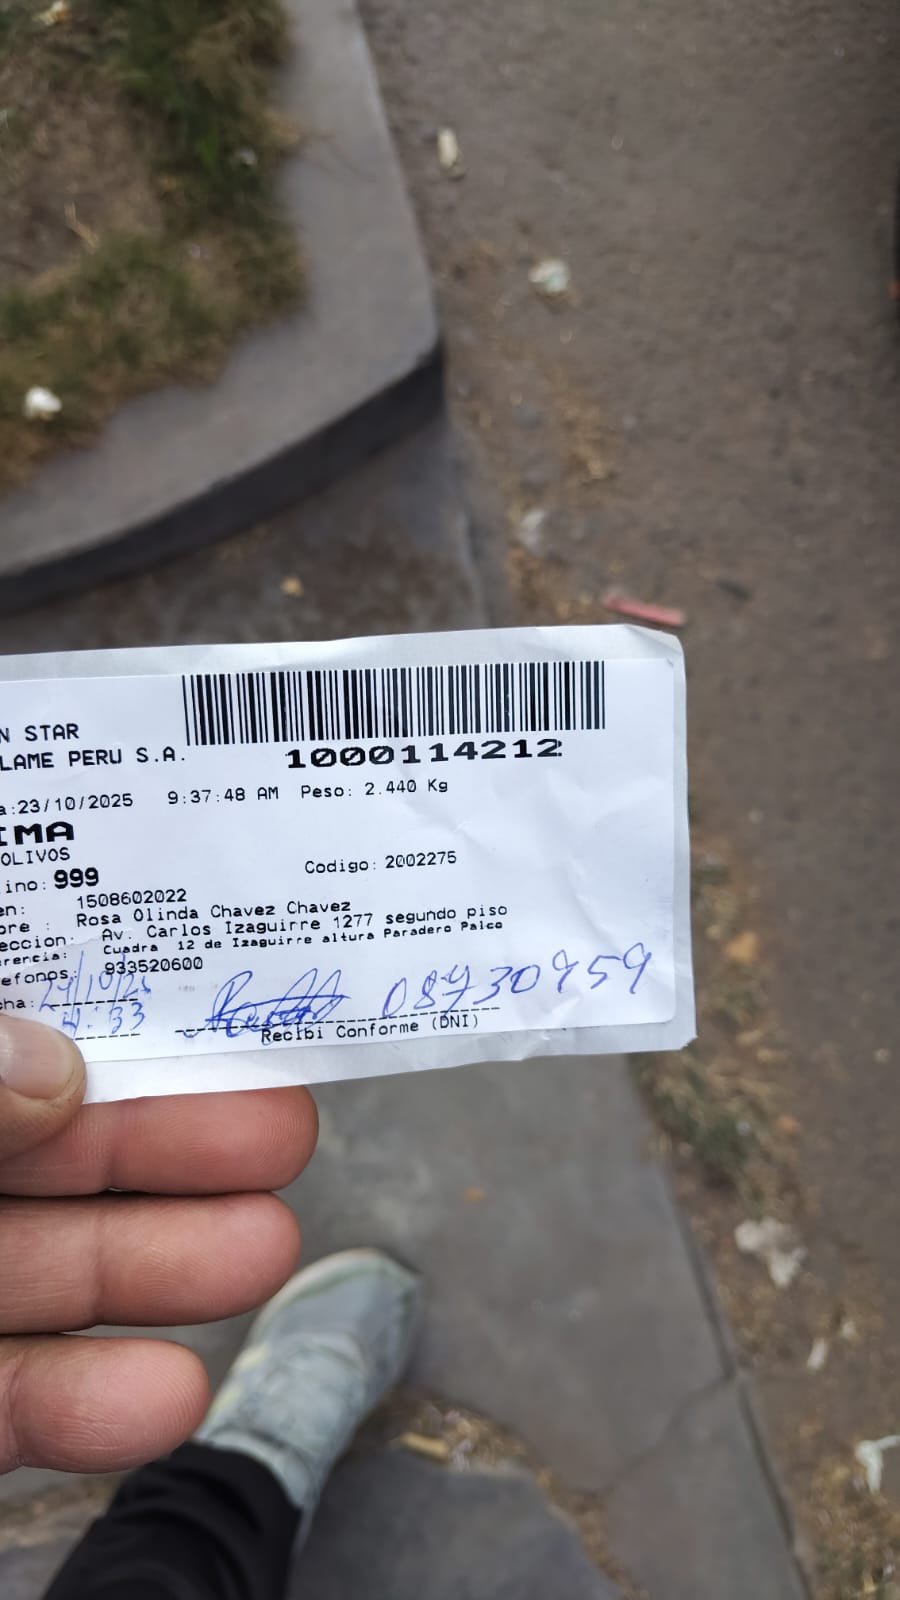 N STAR
LAME PERU S.A.
1000114212
a:23/10/2025 9:37:48 AM Peso: 2.440 Kg
IMA
OLIVOS
ino: 999 Codigo: 2002275
en: 1508602022
bre : Rosa Olinda Chavez Chavez
eccion: Av. Carlos Izaguirre 1277 segundo piso
erencia: Cuadra 12 de Izaguirre altura Paradero Palco
efonos: 933520600
cha: 24/10/25
33
Recibi Conforme (DNI)